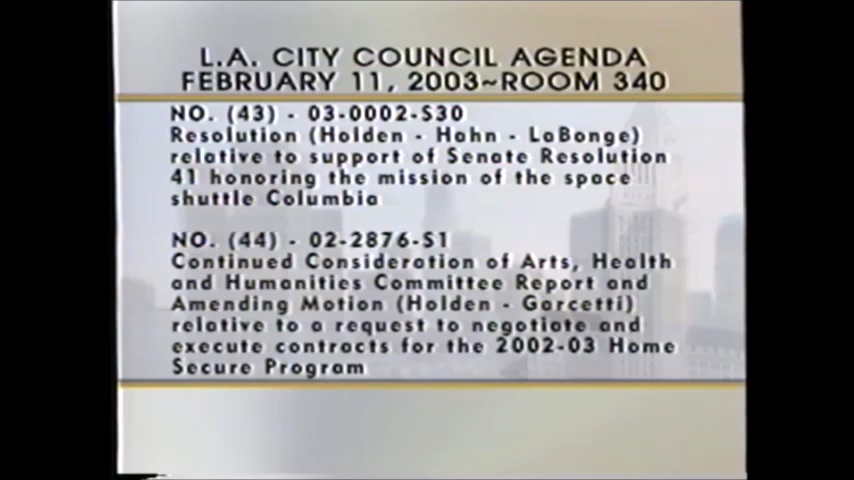 L.A. CITY COUNCIL AGENDA
FEBRUARY 11, 2003~ROOM 340
NO. (43) - 03-0002-S30
Resolution (Holden - Hahn - LaBonge)
relative to support of Senate Resolution
41 honoring the mission of the space
shuttle Columbia
NO. (44) - 02-2876-S1
Continued Consideration of Arts, Health
and Humanities Committee Report and
Amending Motion (Holden - Garcetti)
relative to a request to negotiate and
execute contracts for the 2002-03 Home
Secure Program